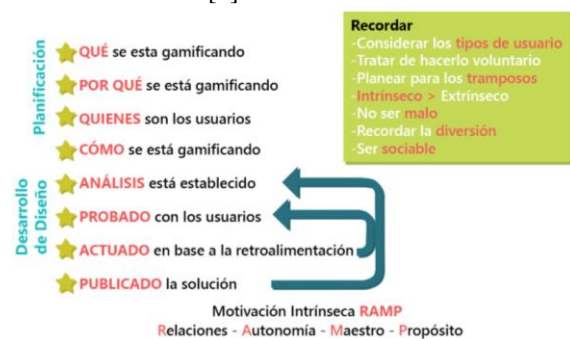 Planificación
QUÉ se esta gamificando
POR QUÉ se está gamificando
QUIENES son los usuarios
CÓMO se está gamificando
Desarrollo
de Diseño
ANÁLISIS está establecido
PROBADO con los usuarios
ACTUADO en base a la retroalimentación
PUBLICADO la solución
Recordar
-Considerar los tipos de usuario
-Tratar de hacerlo voluntario
-Planear para los tramposos
-Intrínseco > Extrínseco
-No ser malo
-Recordar la diversión
-Ser sociable
Motivación Intrínseca RAMP
Relaciones - Autonomía - Maestro - Propósito